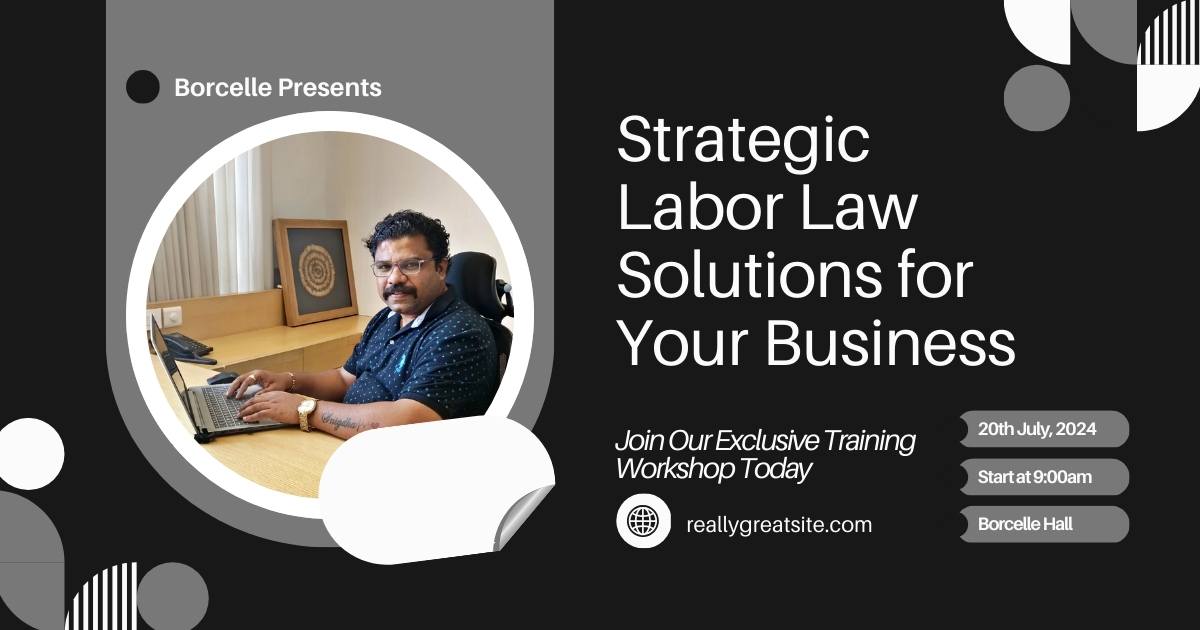 Borcelle Presents
Strategic
Labor Law
Solutions for
Your Business
Join Our Exclusive Training
Workshop Today
reallygreatsite.com
20th July, 2024
Start at 9:00am
Borcelle Hall